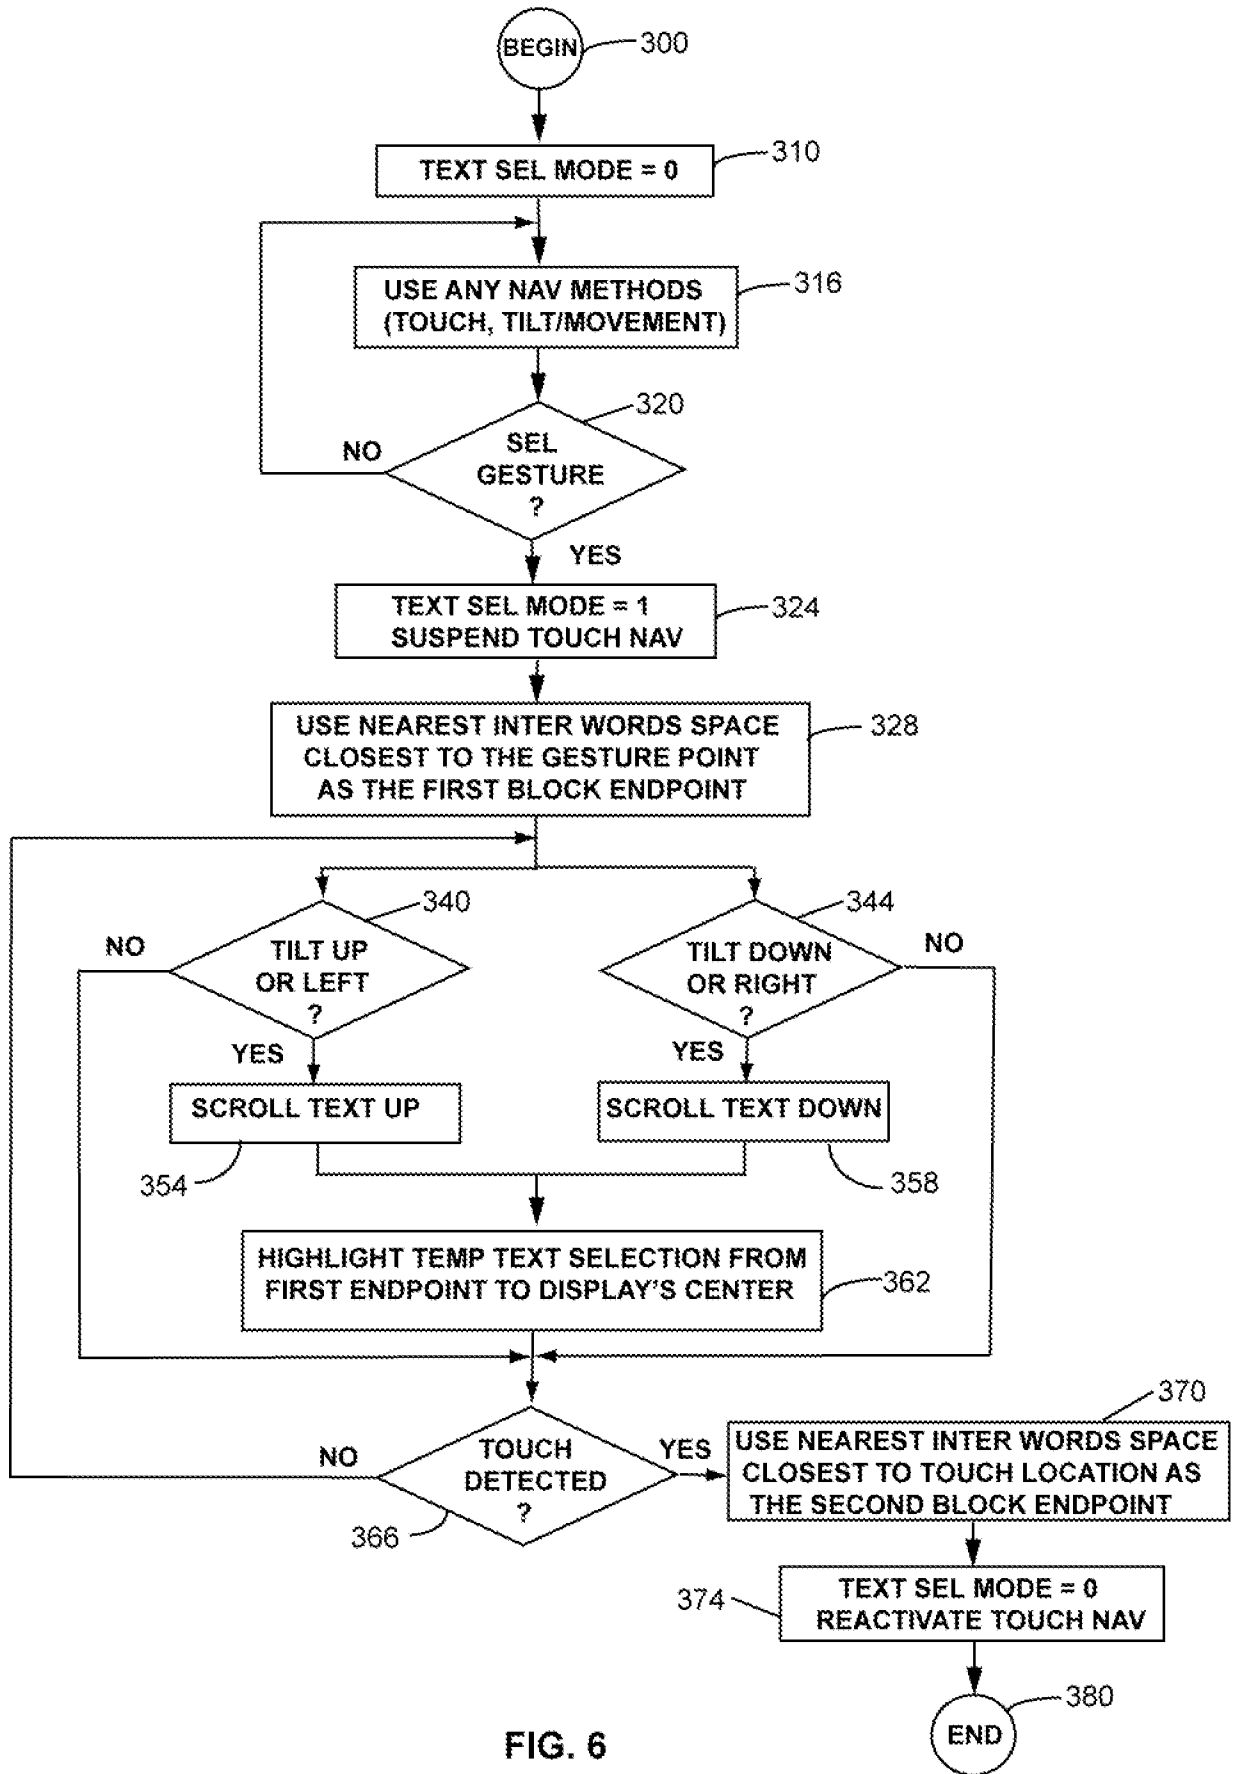 BEGIN
300
TEXT SEL MODE = 0
310
USE ANY NAV METHODS
(TOUCH, TILT/MOVEMENT)
316
SEL
GESTURE
?
320
NO
YES
TEXT SEL MODE = 1
SUSPEND TOUCH NAV
324
USE NEAREST INTER WORDS SPACE
CLOSEST TO THE GESTURE POINT
AS THE FIRST BLOCK ENDPOINT
328
TILT UP
OR LEFT
?
340
NO
YES
TILT DOWN
OR RIGHT
?
344
NO
YES
SCROLL TEXT UP
354
SCROLL TEXT DOWN
358
HIGHLIGHT TEMP TEXT SELECTION FROM
FIRST ENDPOINT TO DISPLAY'S CENTER
362
TOUCH
DETECTED
?
366
NO
YES
370
USE NEAREST INTER WORDS SPACE
CLOSEST TO TOUCH LOCATION AS
THE SECOND BLOCK ENDPOINT
TEXT SEL MODE = 0
REACTIVATE TOUCH NAV
374
END
380
FIG. 6